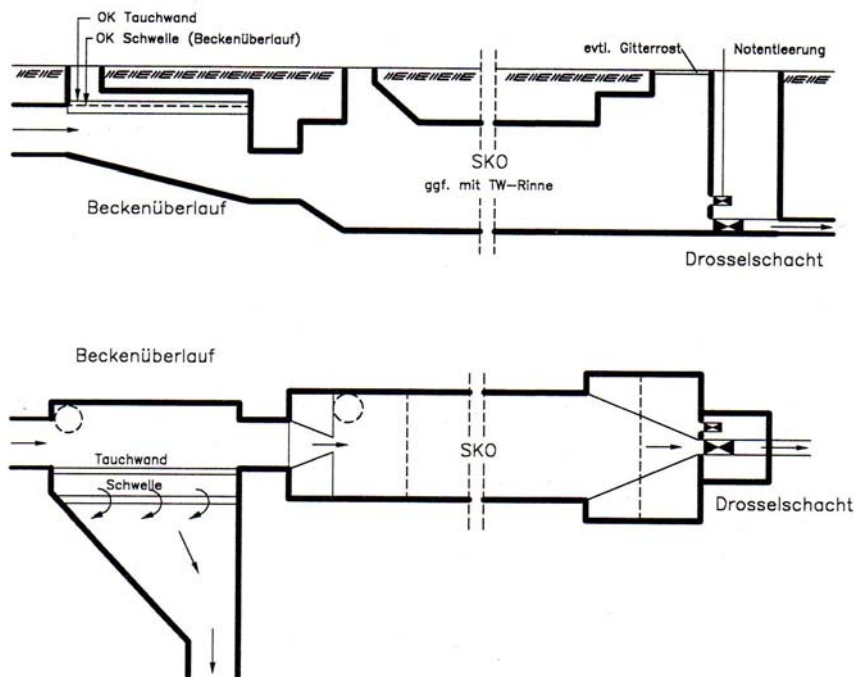 OK Tauchwand
OK Schwelle (Beckenüberlauf)
evtl. Gitterrost
Notentleerung
SKO
ggf. mit TW-Rinne
Beckenüberlauf
Drosselschacht
Beckenüberlauf
Tauchwand
SKO
Schwelle
Drosselschacht